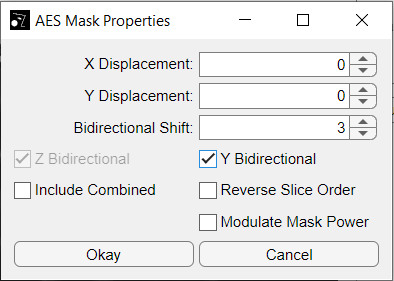 AES Mask Properties
X Displacement: 0
Y Displacement: 0
Bidirectional Shift: 3
Z Bidirectional Y Bidirectional
Include Combined Reverse Slice Order
Modulate Mask Power
Okay Cancel